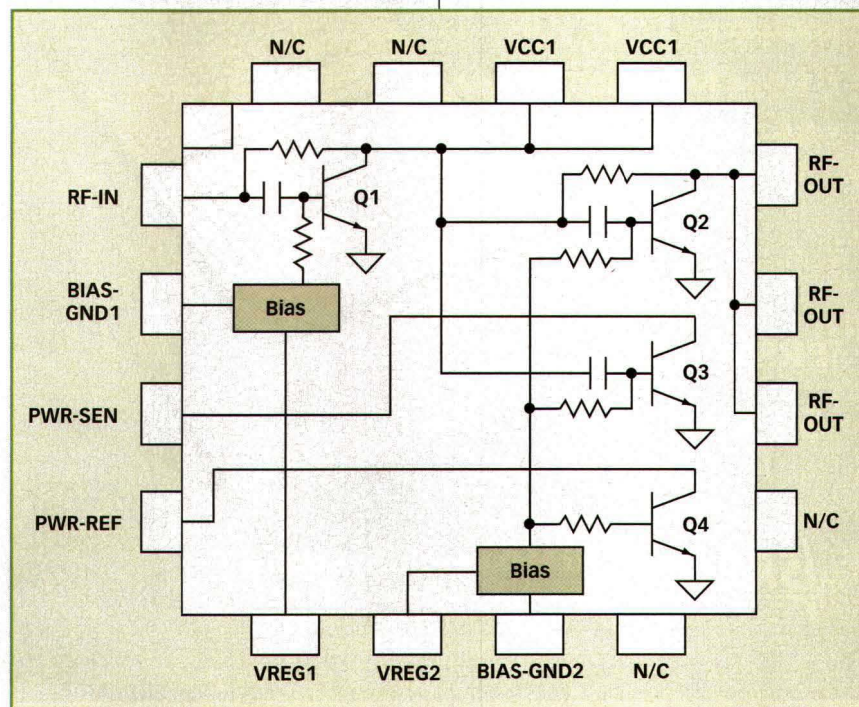 N/C
N/C
VCC1
VCC1
RF-IN
Q1
RF-
OUT
Q2
BIAS-
GND1
Bias
RF-
OUT
PWR-SEN
Q3
RF-
OUT
PWR-REF
Q4
N/C
Bias
VREG1
VREG2
BIAS-GND2
N/C